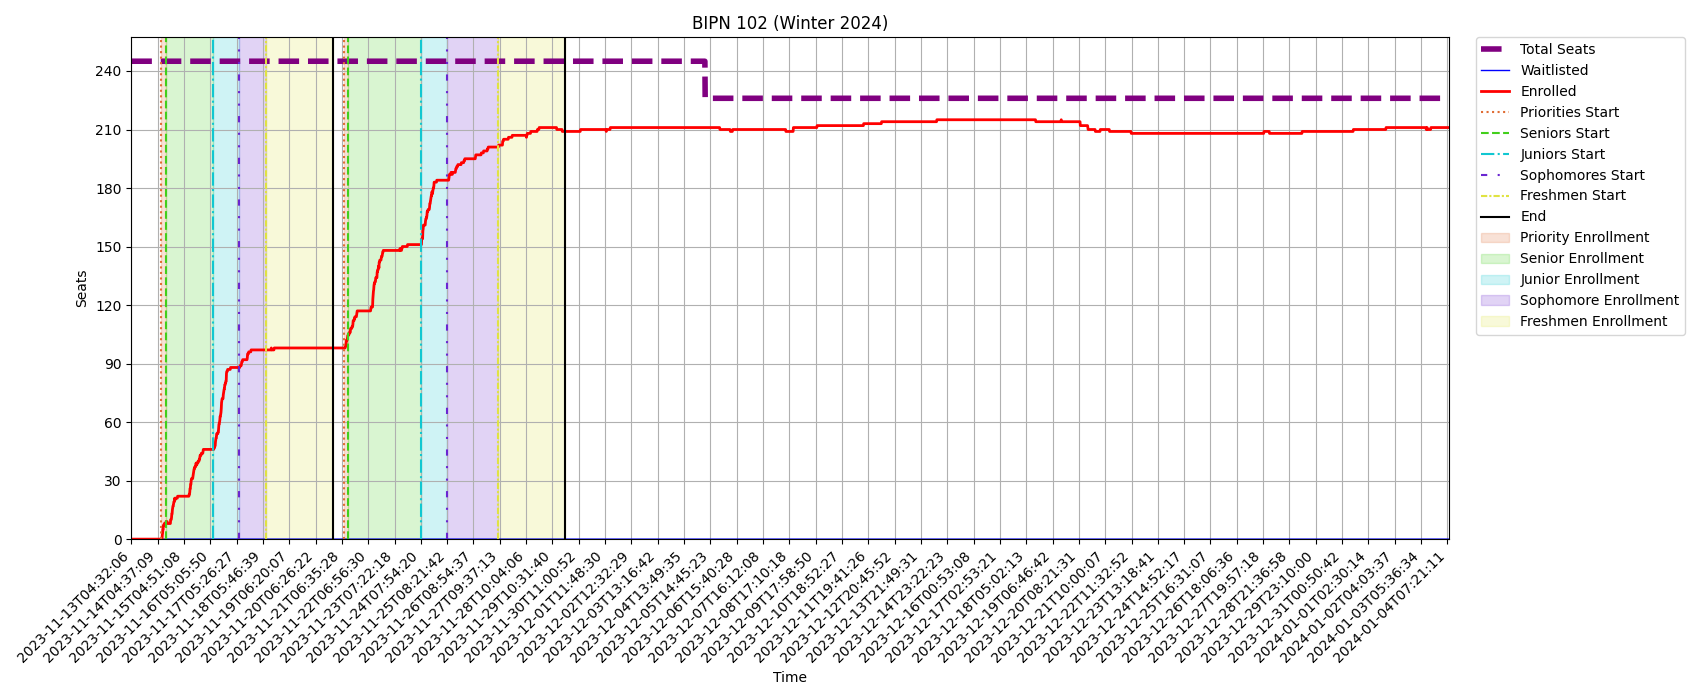 BIPN 102 (Winter 2024)
Total Seats
Waitlisted
Enrolled
Priorities Start
Seniors Start
Juniors Start
Sophomores Start
Freshmen Start
End
Priority Enrollment
Senior Enrollment
Junior Enrollment
Sophomore Enrollment
Freshmen Enrollment
Seats
240
210
180
150
120
90
60
30
0
2023-11-13T04:32:06
2023-11-14T04:37:09
2023-11-15T04:51:08
2023-11-16T05:05:50
2023-11-17T05:26:27
2023-11-18T05:46:39
2023-11-19T06:20:07
2023-11-20T06:26:22
2023-11-21T06:35:28
2023-11-22T06:56:30
2023-11-23T07:22:18
2023-11-24T07:54:20
2023-11-25T08:21:42
2023-11-26T08:54:37
2023-11-27T09:37:13
2023-11-28T10:04:06
2023-11-29T10:31:40
2023-11-30T11:00:52
2023-12-01T11:48:30
2023-12-02T12:32:29
2023-12-03T13:16:42
2023-12-04T13:49:35
2023-12-05T14:45:23
2023-12-06T15:40:28
2023-12-07T16:12:08
2023-12-08T17:10:18
2023-12-09T17:58:50
2023-12-10T18:52:27
2023-12-11T19:41:26
2023-12-12T20:45:52
2023-12-13T21:49:31
2023-12-14T23:22:23
2023-12-16T00:53:08
2023-12-17T02:53:21
2023-12-18T05:02:13
2023-12-19T06:46:42
2023-12-20T08:21:31
2023-12-21T10:00:07
2023-12-22T11:32:52
2023-12-23T13:18:41
2023-12-24T14:52:17
2023-12-25T16:31:07
2023-12-26T18:06:36
2023-12-27T19:57:18
2023-12-28T21:36:58
2023-12-29T23:10:00
2023-12-31T00:50:42
2024-01-01T02:30:14
2024-01-02T04:03:37
2024-01-03T05:36:34
2024-01-04T07:21:11
Time